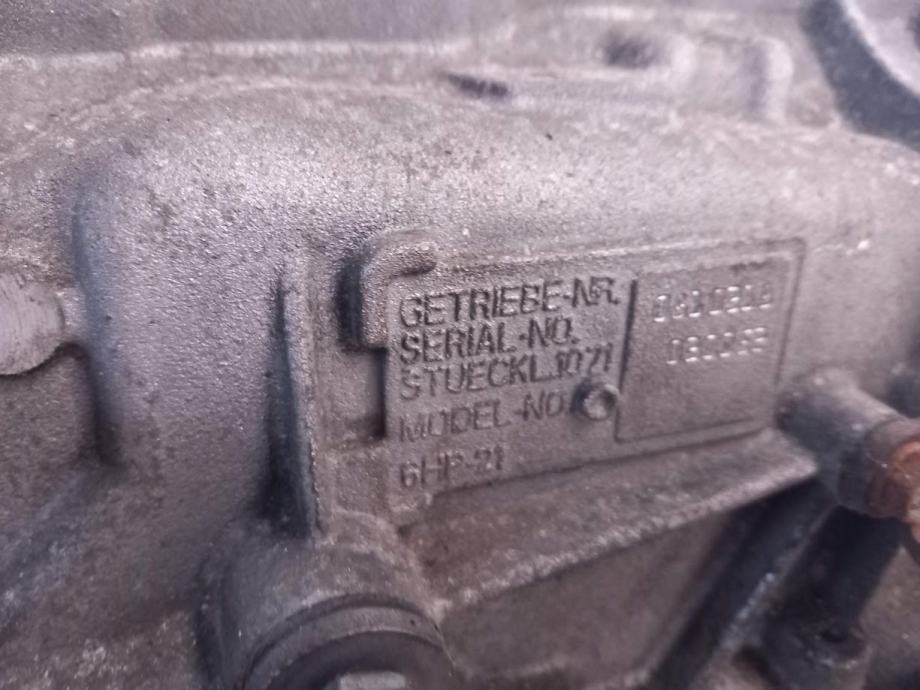 GETRIEBE-NR.
SERIAL-NO.
STUECKL.1071
MODEL-NO.
6HP-21